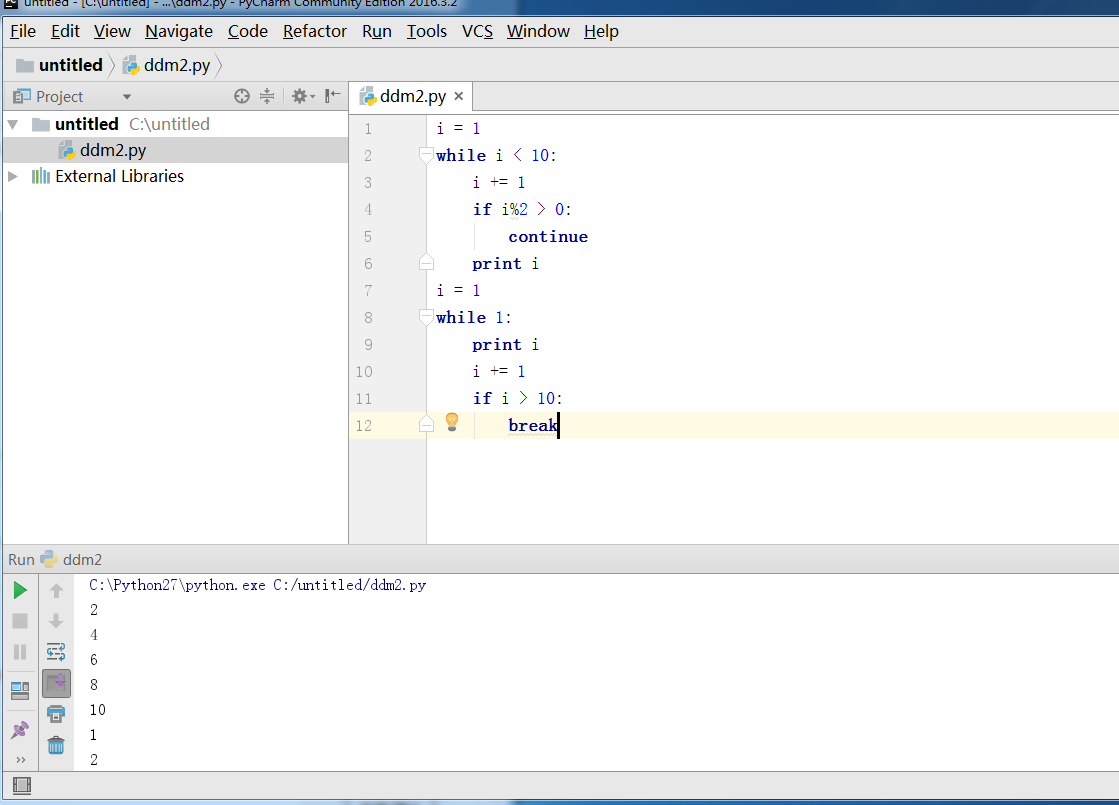 untitled - [C:\untitled] - ...\ddm2.py - PyCharm Community Edition 2016.3.2
File Edit View Navigate Code Refactor Run Tools VCS Window Help
untitled ddm2.py
Project
ddm2.py
untitled C:\untitled
ddm2.py
External Libraries
1 i = 1
2 while i < 10:
3     i += 1
4     if i%2 > 0:
5         continue
6     print i
7 i = 1
8 while 1:
9     print i
10     i += 1
11     if i > 10:
12         break
Run ddm2
C:\Python27\python.exe C:/untitled/ddm2.py
2
4
6
8
10
1
2